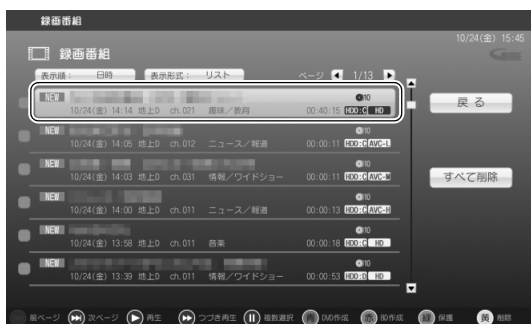 録画番組
10/24(金) 15:45
録画番組
表示順： 日時 表示形式： リスト ページ 1/13
NEW 10
10/24(金) 14:14 地上D ch.021 趣味／教育 00:40:15 HDD:C HD
戻る
NEW 10
10/24(金) 14:05 地上D ch.012 ニュース／報道 00:00:11 HDD:C AVC-L
NEW 10
10/24(金) 14:03 地上D ch.031 情報／ワイドショー 00:00:11 HDD:C AVC-M
すべて削除
NEW 10
10/24(金) 14:00 地上D ch.011 ニュース／報道 00:00:13 HDD:C AVC-H
NEW 10
10/24(金) 13:58 地上D ch.011 音楽 00:00:18 HDD:C HD
NEW 10
10/24(金) 13:39 地上D ch.011 情報／ワイドショー 00:00:53 HDD:D HD
前ページ 次ページ 再生 つづき再生 複数選択 青 DVD作成 赤 BD作成 緑 保護 黄 削除